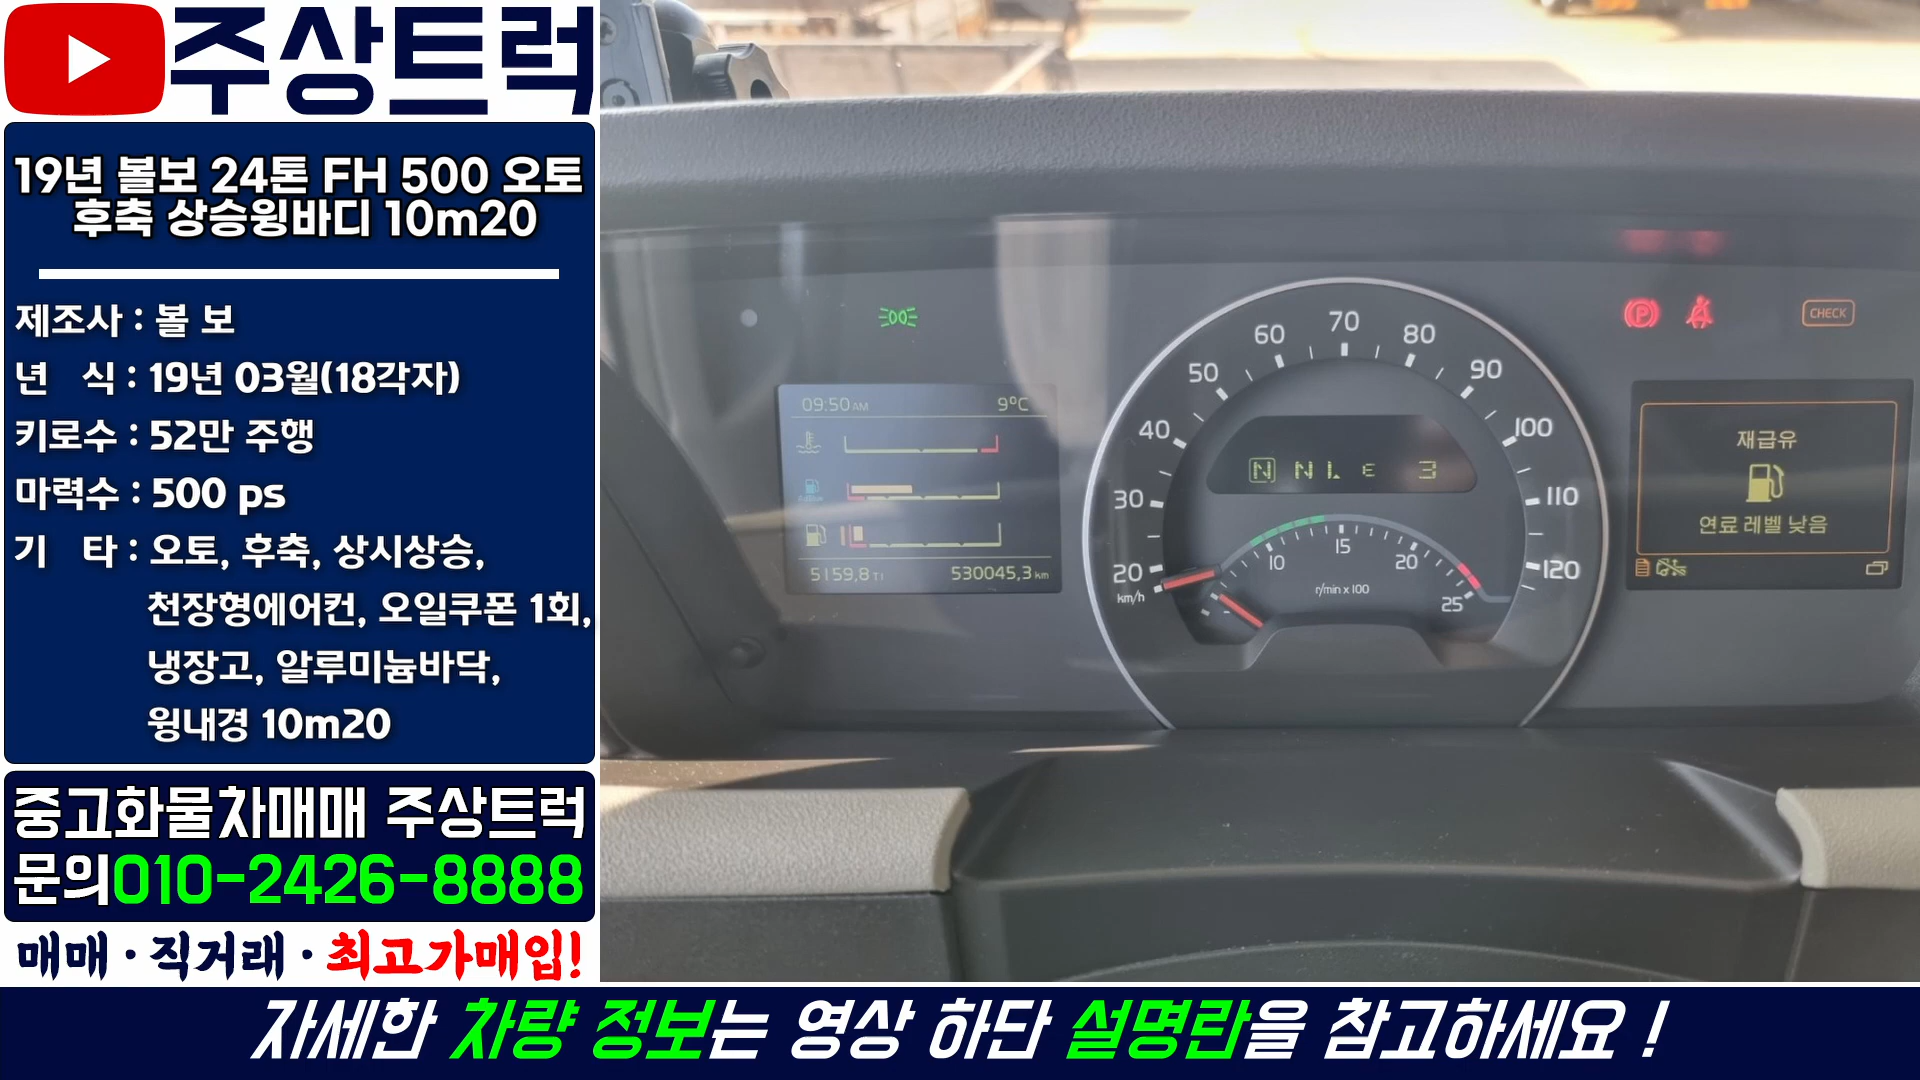 주상트럭
19년 볼보 24톤 FH 500 오토
후축 상승윙바디 10m20
제조사 : 볼 보
년 식 : 19년 03월(18각자)
키로수 : 52만 주행
마력수 : 500 ps
기 타 : 오토, 후축, 상시상승,
천장형에어컨, 오일쿠폰 1회,
냉장고, 알루미늄바닥,
윙내경 10m20
중고화물차매매 주상트럭
문의010-2426-8888
매매 · 직거래 · 최고가매입!
09:50 AM 9°C
AdBlue
5159,8 T1 530045,3 km
20 30 40 50 60 70 80 90 100 110 120
km/h
N N L E 3
10 15 20 25
r/min x 100
P
CHECK
재급유
연료 레벨 낮음
자세한 차량 정보는 영상 하단 설명란을 참고하세요 !